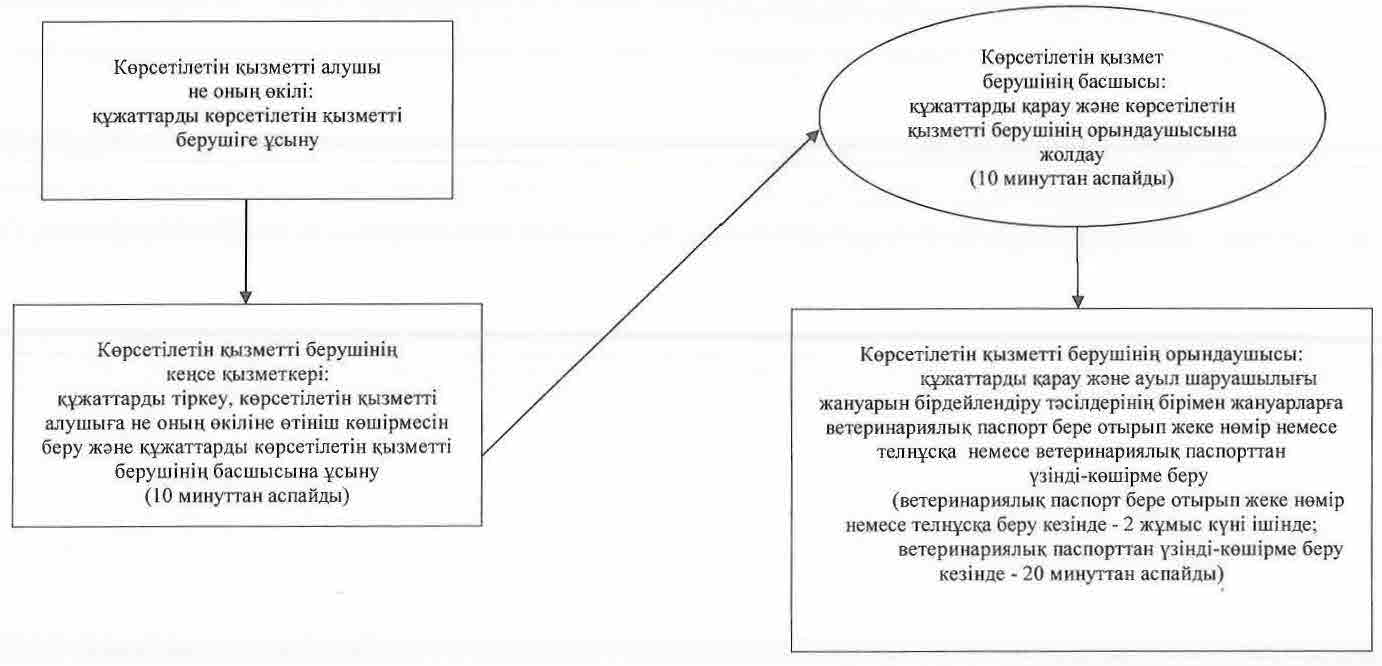 Көрсетілетін қызметті алушы
не оның өкілі:
құжаттарды көрсетілетін қызметті
берушіге ұсыну
Көрсетілетін қызметті берушінің
кеңсе қызметкері:
құжаттарды тіркеу, көрсетілетін қызметті
алушыға не оның өкіліне өтініш көшірмесін
беру және құжаттарды көрсетілетін қызметті
берушінің басшысына ұсыну
(10 минуттан аспайды)
Көрсетілетін қызмет
берушінің басшысы:
құжаттарды қарау және көрсетілетін
қызметті берушінің орындаушысына
жолдау
(10 минуттан аспайды)
Көрсетілетін қызметті берушінің орындаушысы:
құжаттарды қарау және ауыл шаруашылығы
жануарын бірдейлендіру тәсілдерінің бірімен жануарларға
ветеринариялық паспорт бере отырып жеке нөмір немесе
телнұсқа немесе ветеринариялық паспорттан
үзінді-көшірме беру
(ветеринариялық паспорт бере отырып жеке нөмір
немесе телнұсқа беру кезінде - 2 жұмыс күні ішінде;
ветеринариялық паспорттан үзінді-көшірме беру
кезінде - 20 минуттан аспайды)